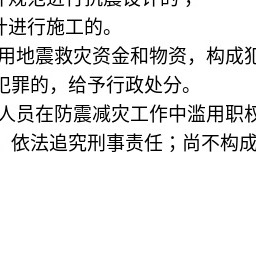 规范进行抗震设计的；
计进行施工的。
用地震救灾资金和物资，构成犯
犯罪的，给予行政处分。
人员在防震减灾工作中滥用职权
，依法追究刑事责任；尚不构成